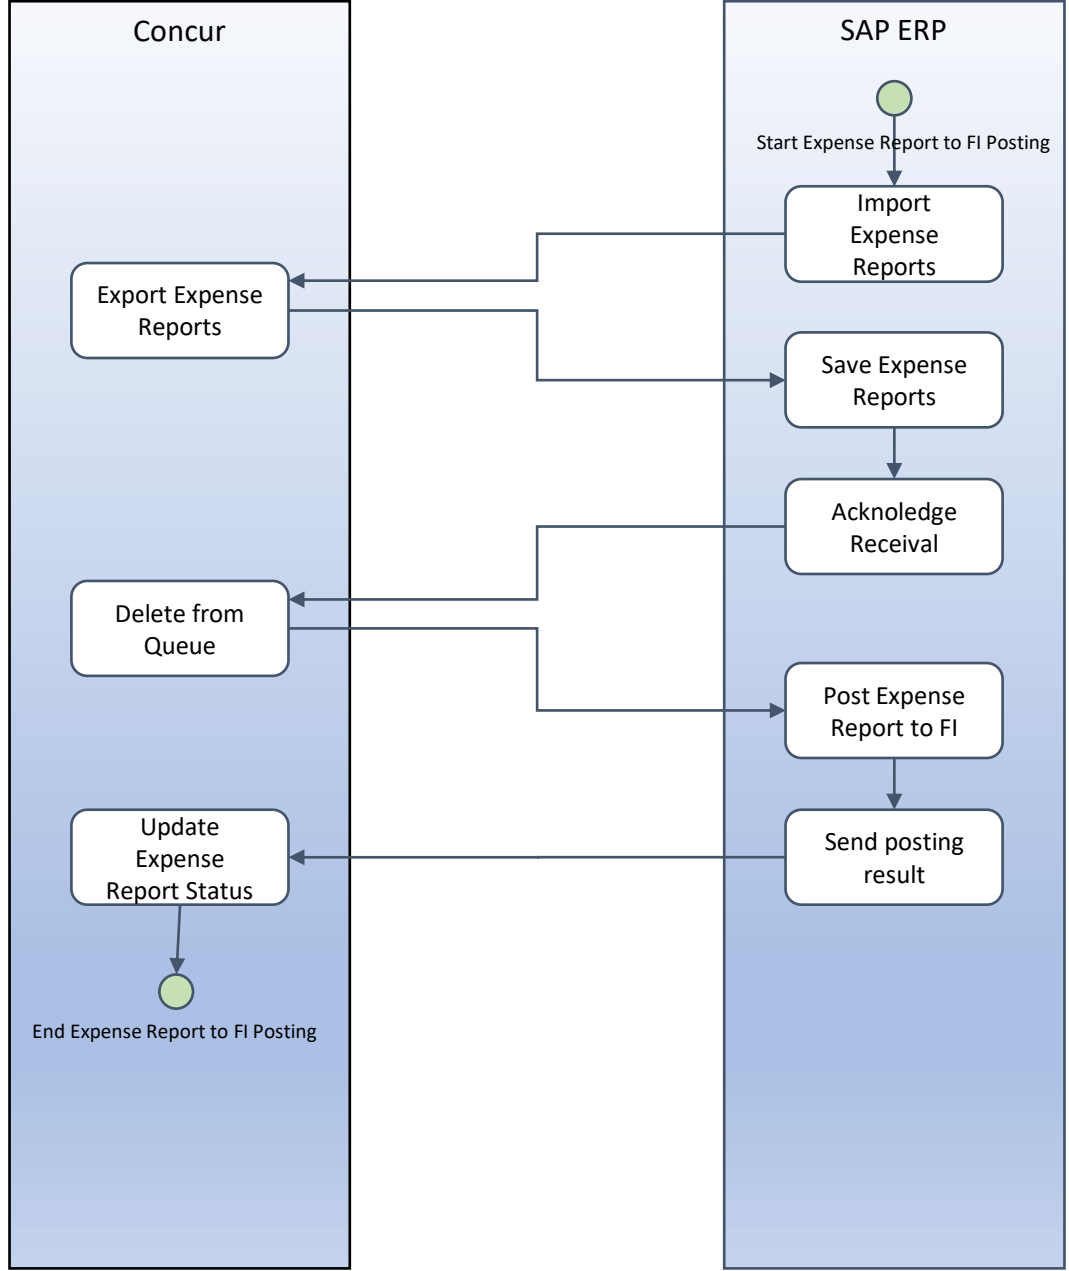 Concur
SAP ERP
Start Expense Report to FI Posting
Import
Expense
Reports
Export Expense
Reports
Save Expense
Reports
Acknoledge
Receival
Delete from
Queue
Post Expense
Report to FI
Update
Expense
Report Status
Send posting
result
End Expense Report to FI Posting